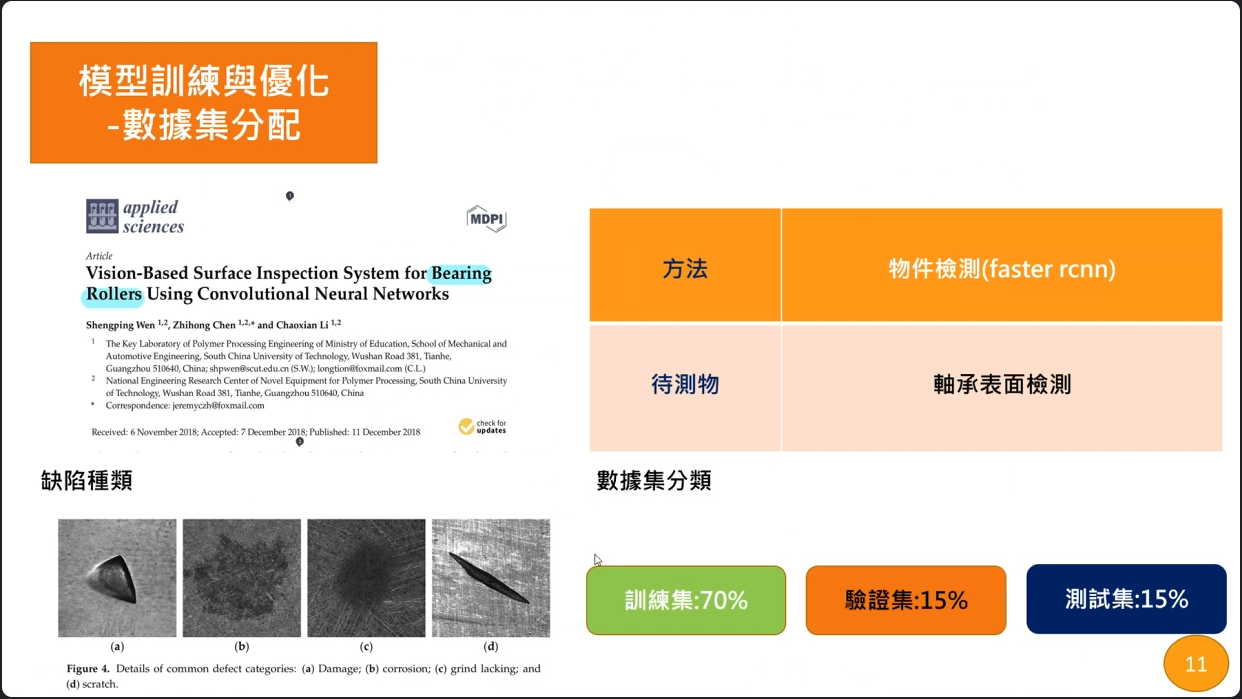 模型訓練與優化
-數據集分配
applied
sciences
MDPI
Article
Vision-Based Surface Inspection System for Bearing
Rollers Using Convolutional Neural Networks
Shengping Wen 1,2, Zhihong Chen 1,2,* and Chaoxian Li 1,2
1 The Key Laboratory of Polymer Processing Engineering of Ministry of Education, School of Mechanical and
Automotive Engineering, South China University of Technology, Wushan Road 381, Tianhe,
Guangzhou 510640, China; shpwen@scut.edu.cn (S.W.); longtion@foxmail.com (C.L.)
2 National Engineering Research Center of Novel Equipment for Polymer Processing, South China University
of Technology, Wushan Road 381, Tianhe, Guangzhou 510640, China
* Correspondence: jeremyczh@foxmail.com
Received: 6 November 2018; Accepted: 7 December 2018; Published: 11 December 2018
check for
updates
方法
物件檢測(faster rcnn)
待測物
軸承表面檢測
缺陷種類
(a)
(b)
(c)
(d)
Figure 4. Details of common defect categories: (a) Damage; (b) corrosion; (c) grind lacking; and
(d) scratch.
數據集分類
訓練集:70%
驗證集:15%
測試集:15%
11